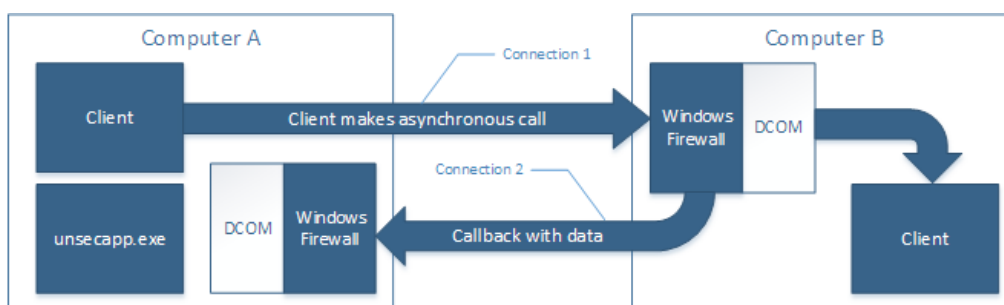 Computer A
Computer B
Connection 1
Client
Client makes asynchronous call
Windows
Firewall
DCOM
Connection 2
unsecapp.exe
DCOM
Windows
Firewall
Callback with data
Client